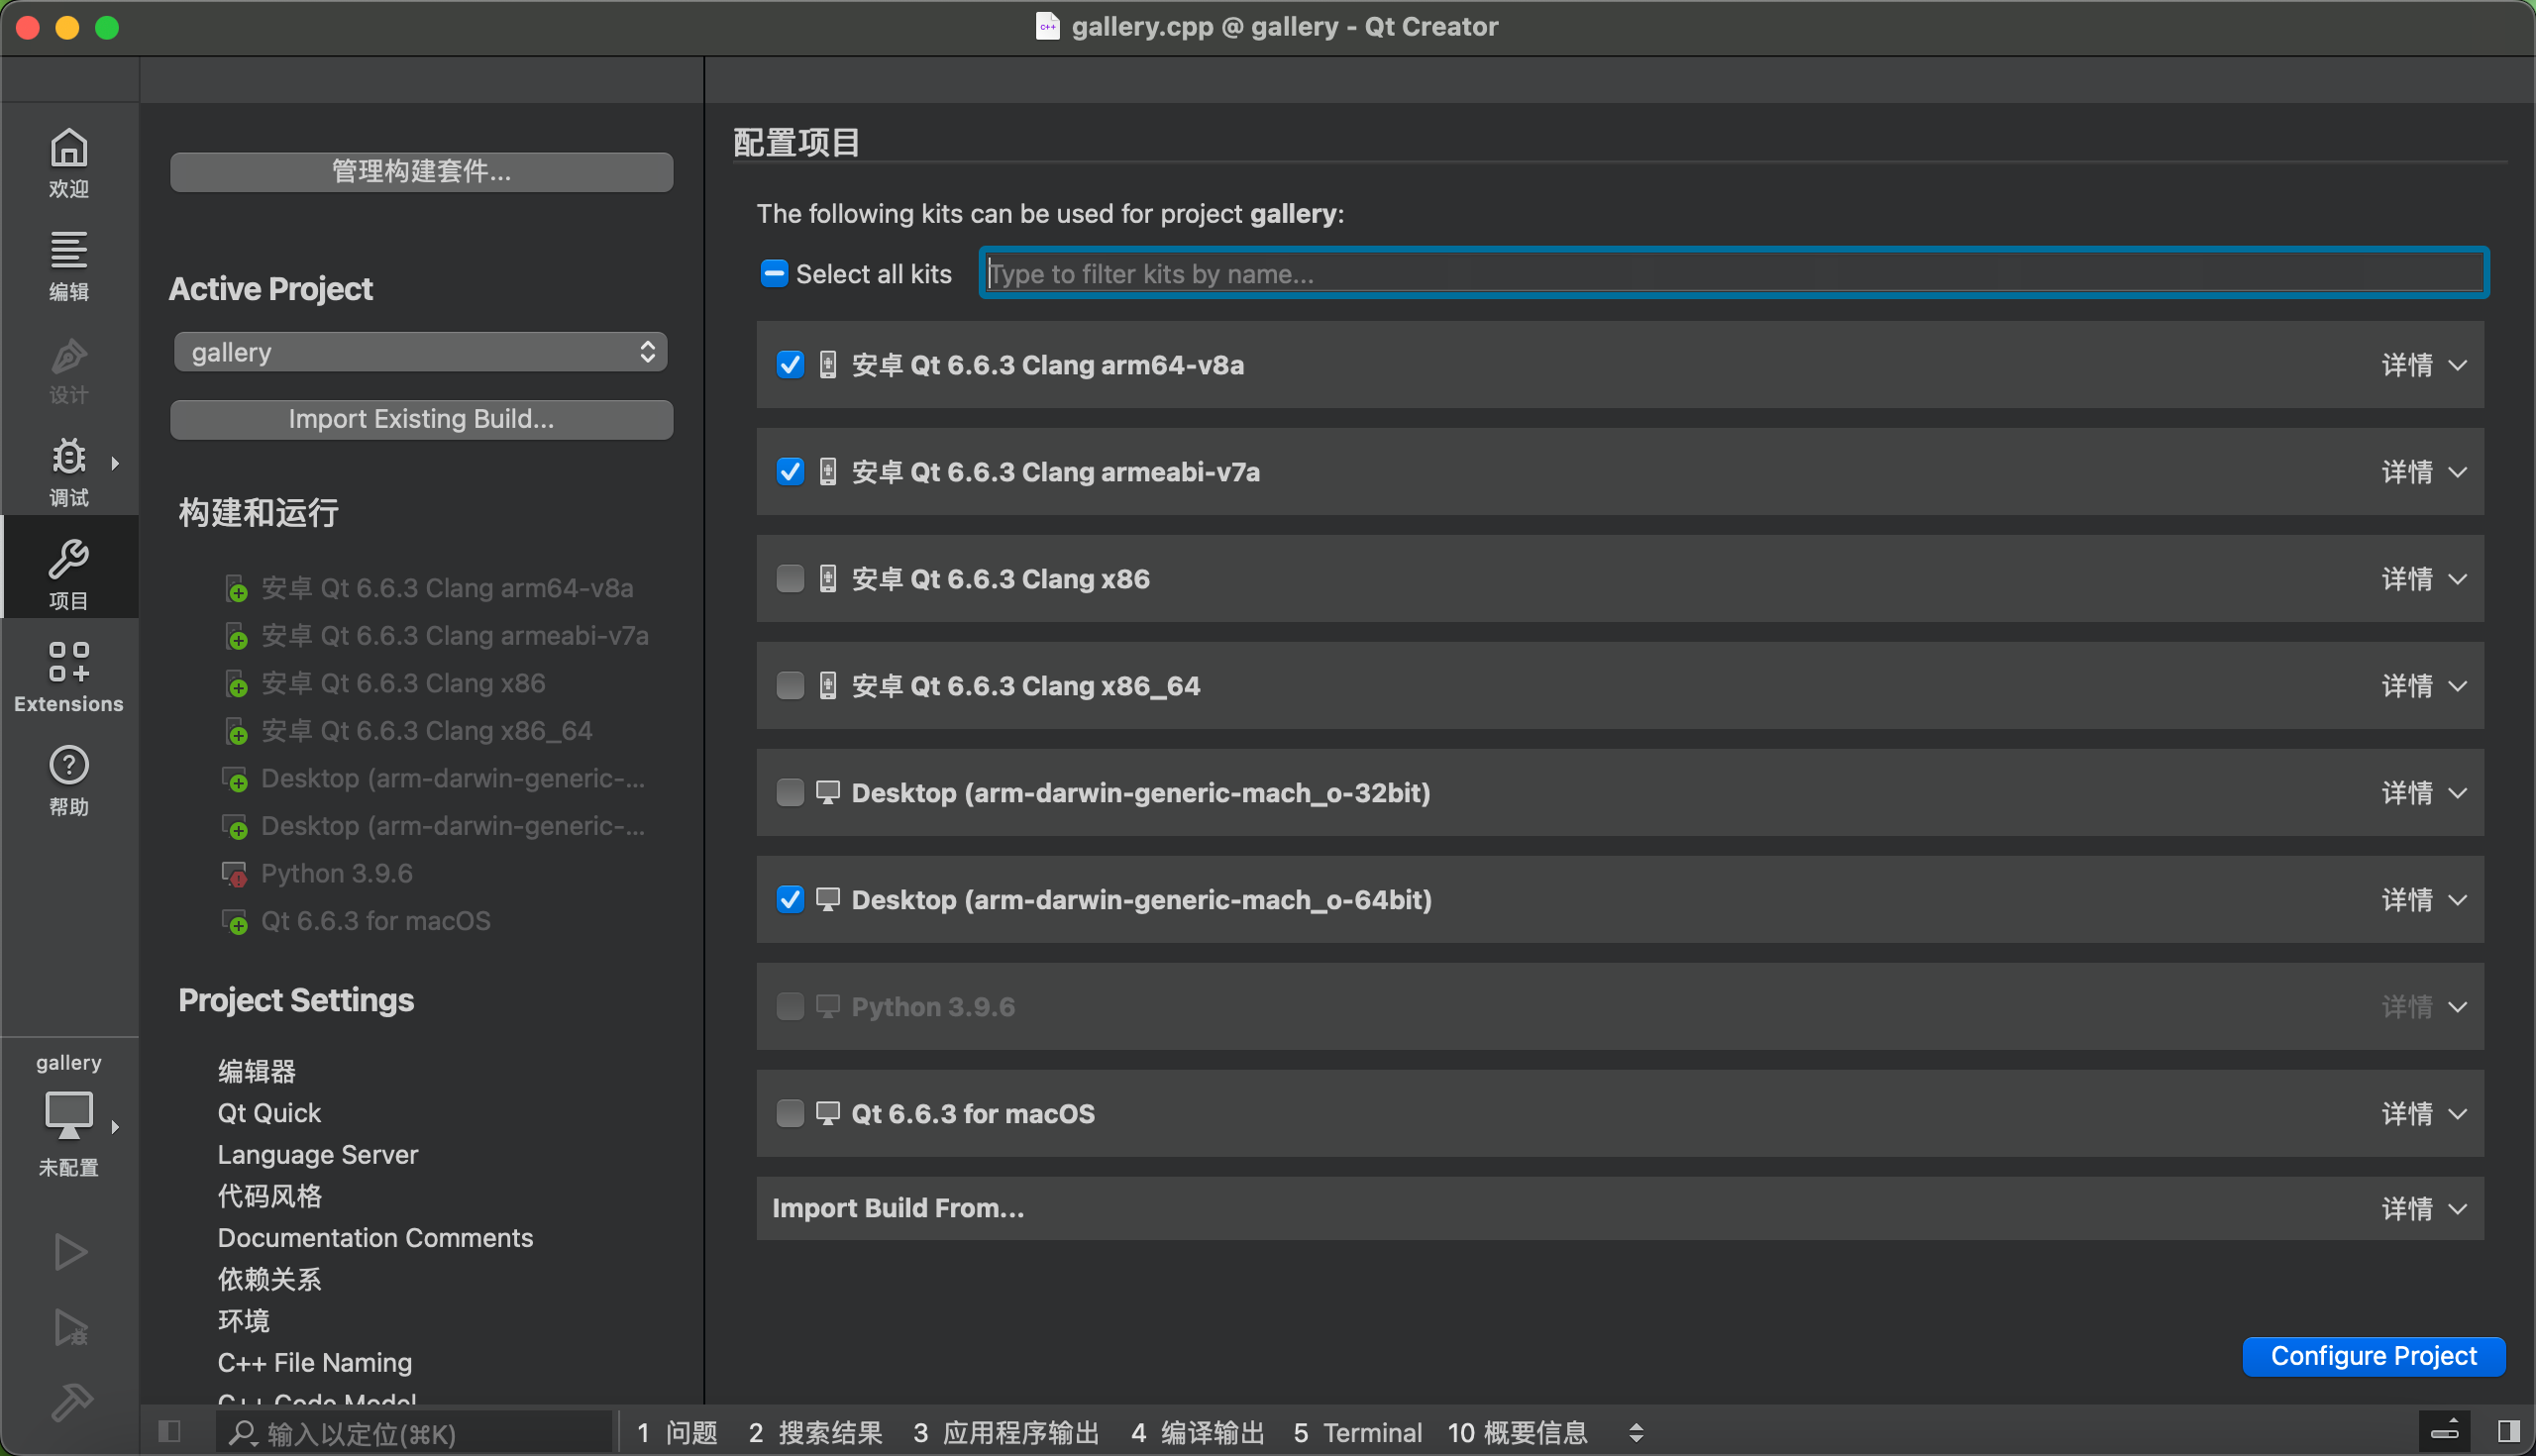 gallery.cpp @ gallery - Qt Creator
欢迎
编辑
设计
调试
项目
Extensions
帮助
gallery
未配置
管理构建套件...
Active Project
gallery
Import Existing Build...
构建和运行
安卓 Qt 6.6.3 Clang arm64-v8a
安卓 Qt 6.6.3 Clang armeabi-v7a
安卓 Qt 6.6.3 Clang x86
安卓 Qt 6.6.3 Clang x86_64
Desktop (arm-darwin-generic-...
Desktop (arm-darwin-generic-...
Python 3.9.6
Qt 6.6.3 for macOS
Project Settings
编辑器
Qt Quick
Language Server
代码风格
Documentation Comments
依赖关系
环境
C++ File Naming
C++ Code Model
配置项目
The following kits can be used for project gallery:
Select all kits Type to filter kits by name...
安卓 Qt 6.6.3 Clang arm64-v8a 详情
安卓 Qt 6.6.3 Clang armeabi-v7a 详情
安卓 Qt 6.6.3 Clang x86 详情
安卓 Qt 6.6.3 Clang x86_64 详情
Desktop (arm-darwin-generic-mach_o-32bit) 详情
Desktop (arm-darwin-generic-mach_o-64bit) 详情
Python 3.9.6 详情
Qt 6.6.3 for macOS 详情
Import Build From... 详情
Configure Project
输入以定位(⌘K) 1 问题 2 搜索结果 3 应用程序输出 4 编译输出 5 Terminal 10 概要信息